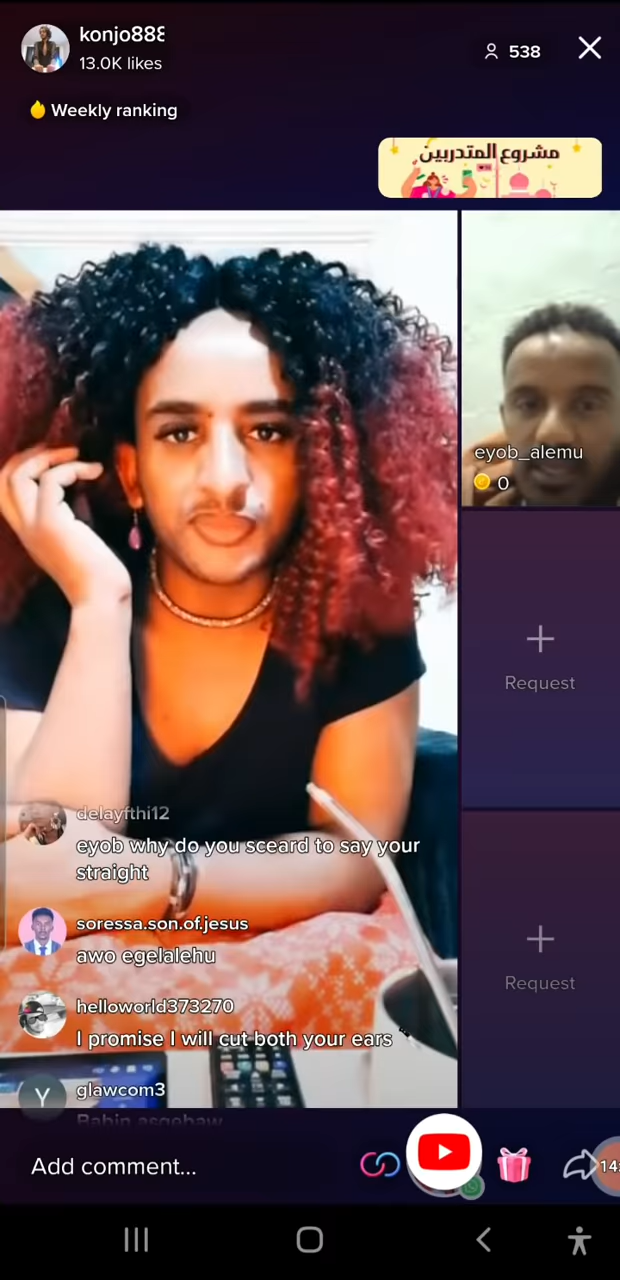 konjo888
13.0K likes
538
Weekly ranking
مشروع المتدربين
eyob_alemu
0
Request
delayfthi12
eyob why do you sceard to say your
straight
soressa.son.of.jesus
awo egelalehu
Request
helloworld373270
I promise I will cut both your ears
Y
glawcom3
Add comment...
14